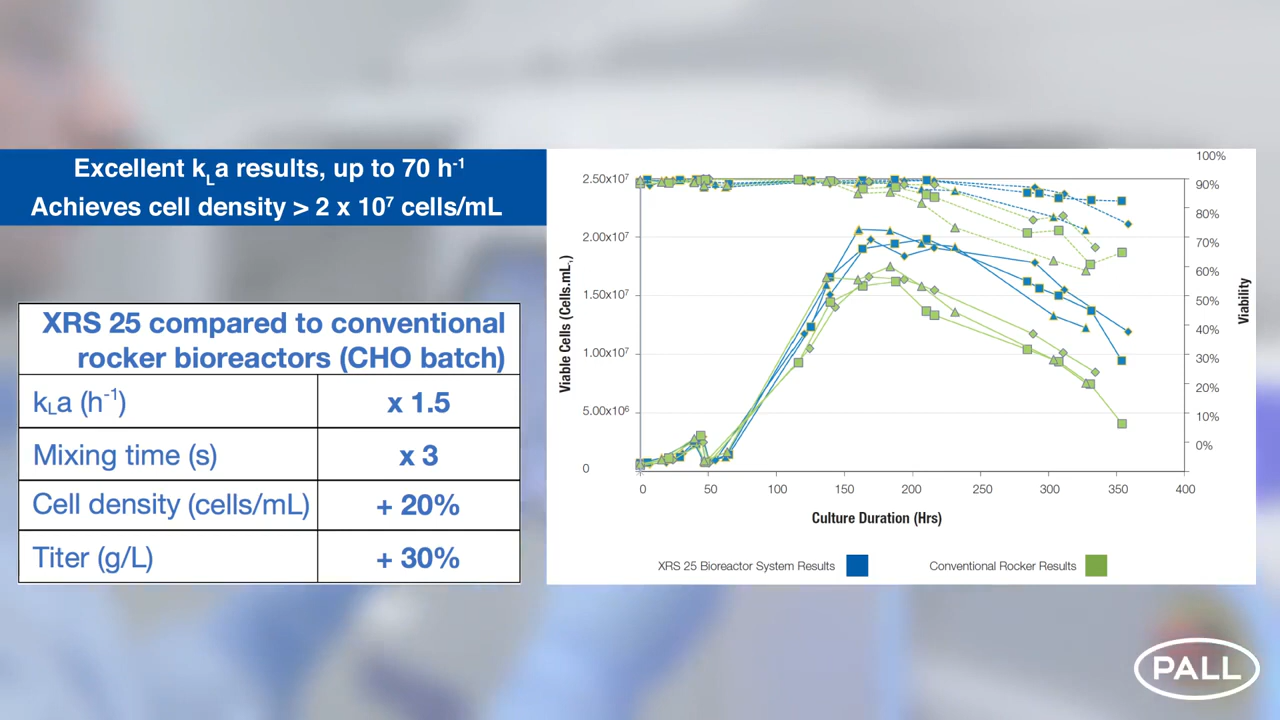 Excellent kLa results, up to 70 h-1
Achieves cell density > 2 x 10⁷ cells/mL
XRS 25 compared to conventional
rocker bioreactors (CHO batch)
kLa (h-1) x 1.5
Mixing time (s) x 3
Cell density (cells/mL) + 20%
Titer (g/L) + 30%
Viable Cells (Cells.mL,)
2.50x10⁷
2.00x10⁷
1.50x10⁷
1.00x10⁷
5.00x10⁶
0
0 50 100 150 200 250 300 350 400
Culture Duration (Hrs)
100%
90%
80%
70%
60%
50%
40%
30%
20%
10%
0%
Viability
XRS 25 Bioreactor System Results
Conventional Rocker Results
PALL